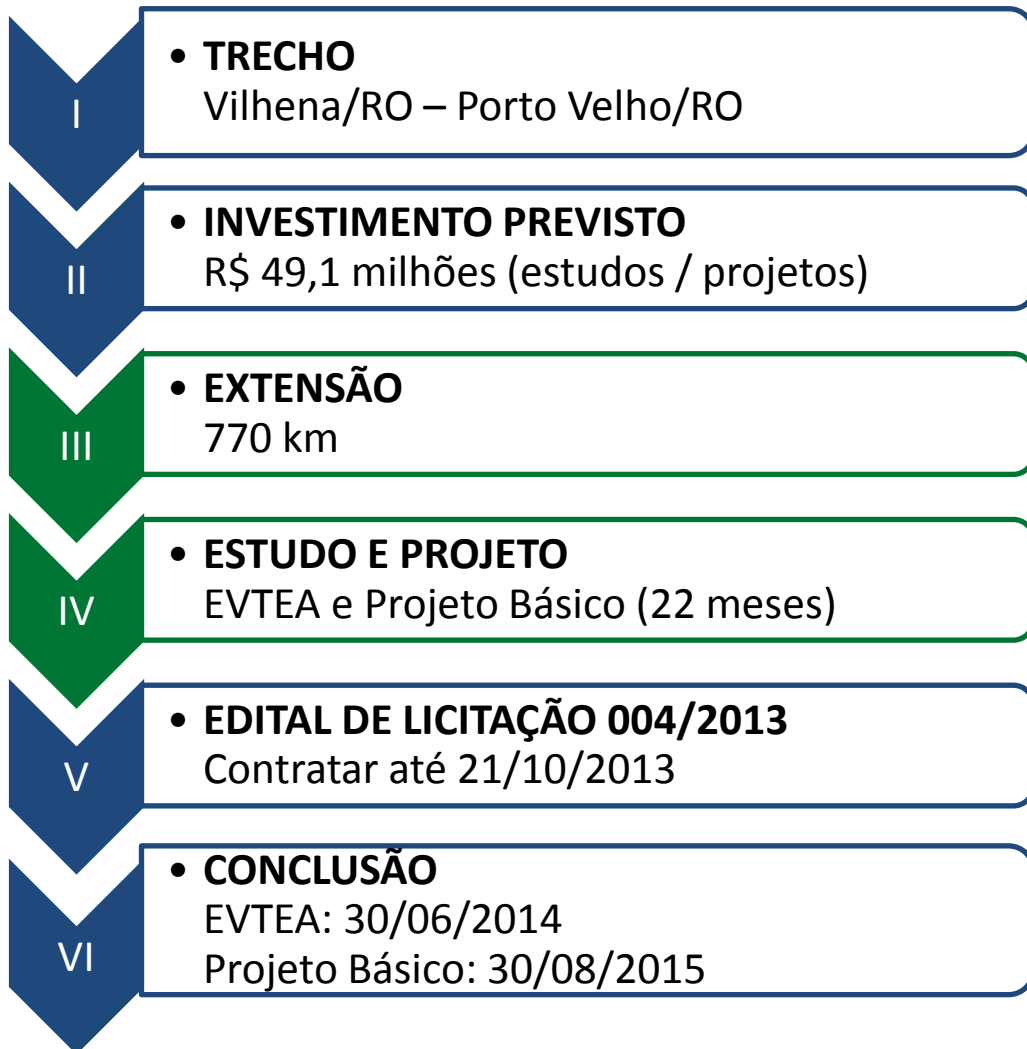 I
• TRECHO
Vilhena/RO – Porto Velho/RO
II
• INVESTIMENTO PREVISTO
R$ 49,1 milhões (estudos / projetos)
III
• EXTENSÃO
770 km
IV
• ESTUDO E PROJETO
EVTEA e Projeto Básico (22 meses)
V
• EDITAL DE LICITAÇÃO 004/2013
Contratar até 21/10/2013
VI
• CONCLUSÃO
EVTEA: 30/06/2014
Projeto Básico: 30/08/2015